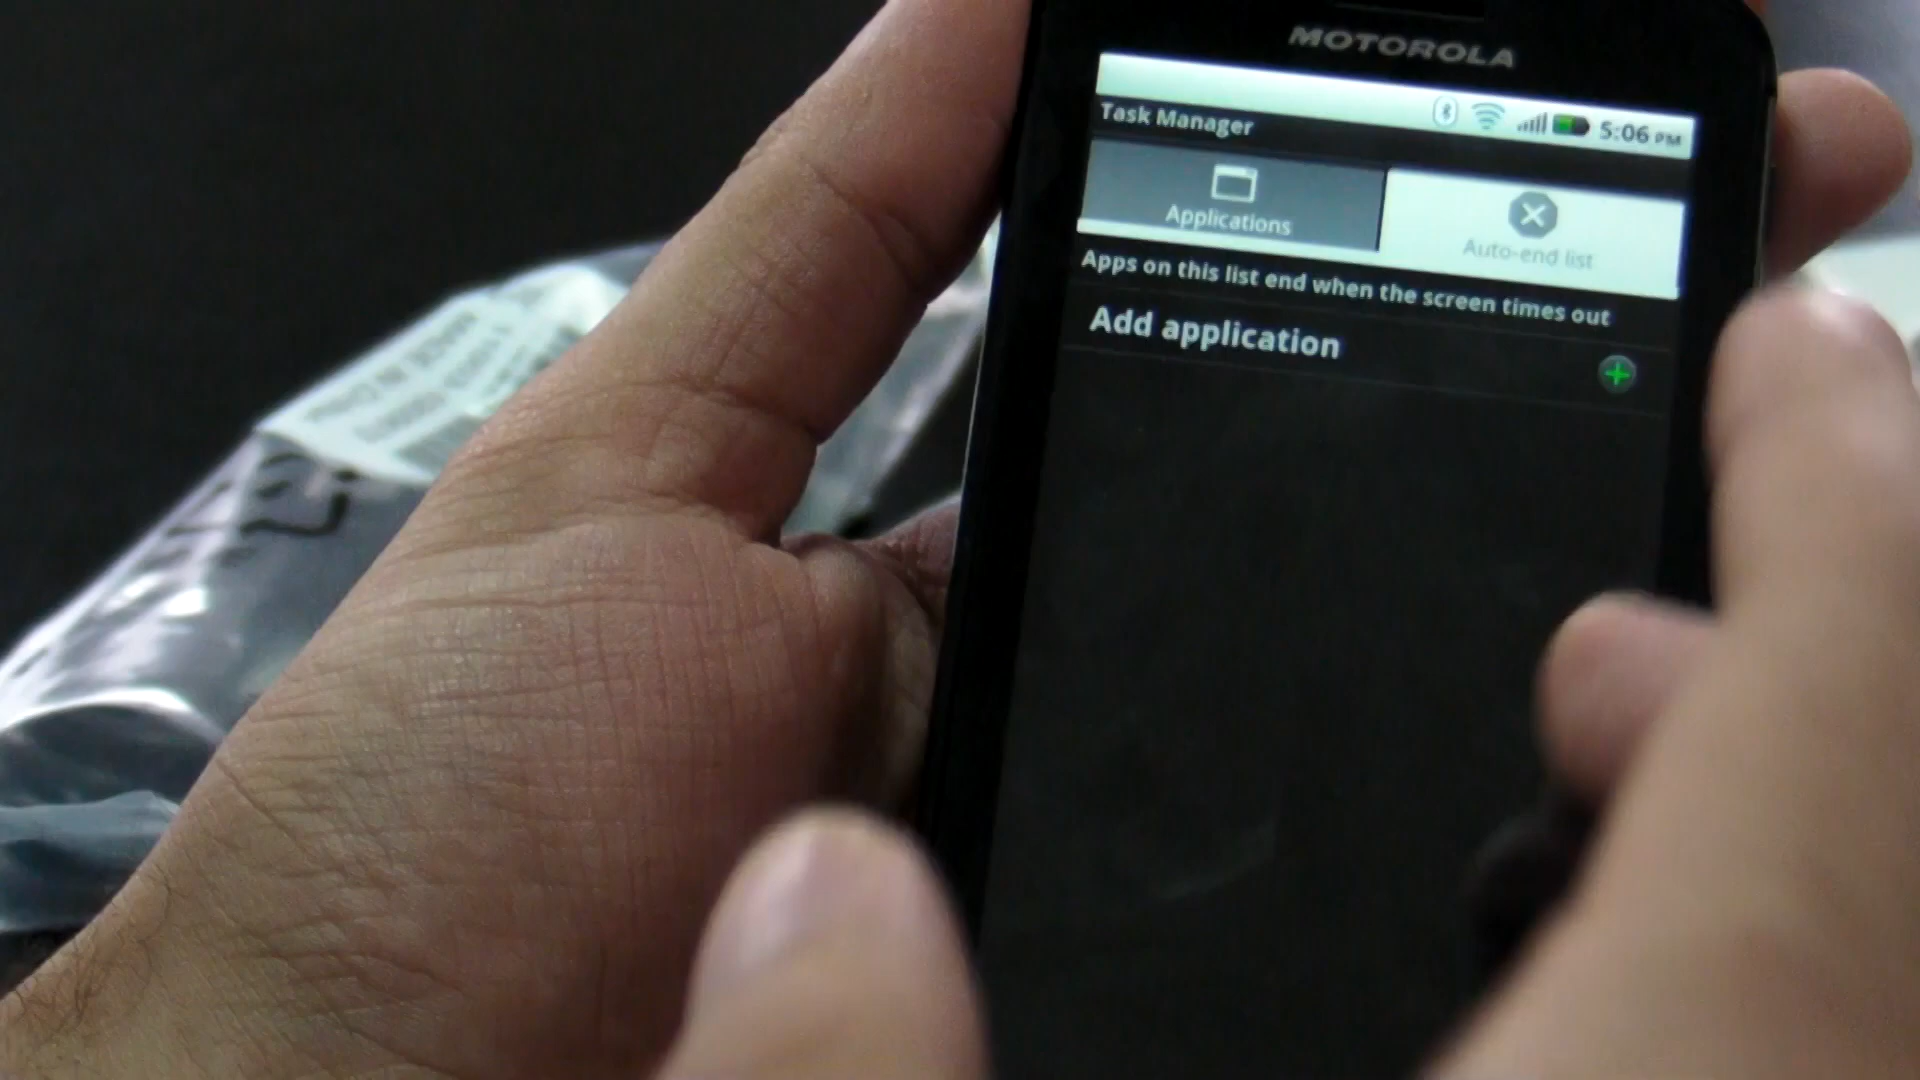 MOTOROLA
5:06 PM
Task Manager
Applications
Auto-end list
Apps on this list end when the screen times out
Add application